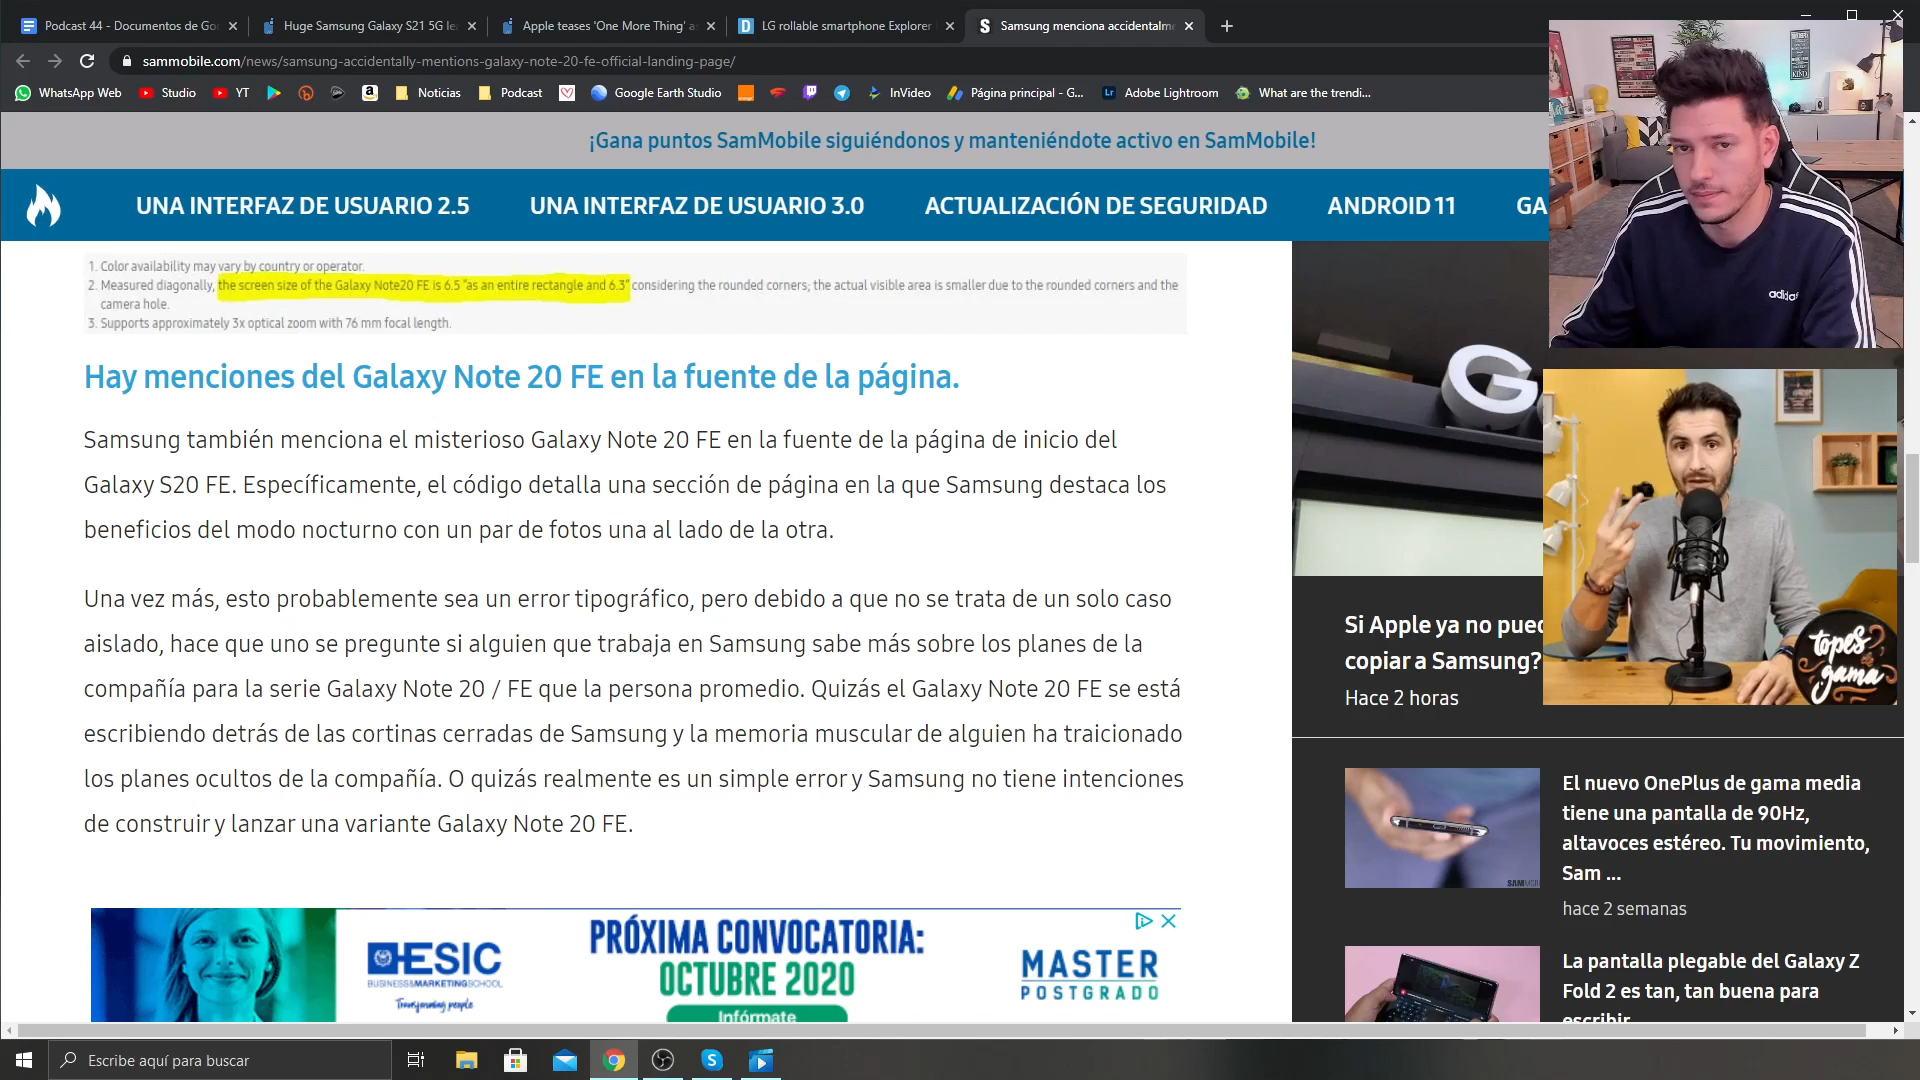 Podcast 44 - Documentos de Go
Huge Samsung Galaxy S21 5G le
Apple teases 'One More Thing' as
LG rollable smartphone Explorer
Samsung menciona accidentalme
sammobile.com/news/samsung-accidentally-mentions-galaxy-note-20-fe-official-landing-page/
WhatsApp Web
Studio
YT
Noticias
Podcast
Google Earth Studio
InVideo
Página principal - G...
Adobe Lightroom
What are the trendi...
¡Gana puntos SamMobile siguiéndonos y manteniéndote activo en SamMobile!
UNA INTERFAZ DE USUARIO 2.5
UNA INTERFAZ DE USUARIO 3.0
ACTUALIZACIÓN DE SEGURIDAD
ANDROID 11
GA
1. Color availability may vary by country or operator.
2. Measured diagonally, the screen size of the Galaxy Note20 FE is 6.5 "as an entire rectangle and 6.3" considering the rounded corners; the actual visible area is smaller due to the rounded corners and the
camera hole.
3. Supports approximately 3x optical zoom with 76 mm focal length.
Hay menciones del Galaxy Note 20 FE en la fuente de la página.
Samsung también menciona el misterioso Galaxy Note 20 FE en la fuente de la página de inicio del
Galaxy S20 FE. Específicamente, el código detalla una sección de página en la que Samsung destaca los
beneficios del modo nocturno con un par de fotos una al lado de la otra.
Una vez más, esto probablemente sea un error tipográfico, pero debido a que no se trata de un solo caso
aislado, hace que uno se pregunte si alguien que trabaja en Samsung sabe más sobre los planes de la
compañía para la serie Galaxy Note 20 / FE que la persona promedio. Quizás el Galaxy Note 20 FE se está
escribiendo detrás de las cortinas cerradas de Samsung y la memoria muscular de alguien ha traicionado
los planes ocultos de la compañía. O quizás realmente es un simple error y Samsung no tiene intenciones
de construir y lanzar una variante Galaxy Note 20 FE.
ESIC
BUSINESS&MARKETINGSCHOOL
Transforming people
PRÓXIMA CONVOCATORIA:
OCTUBRE 2020
Infórmate
MASTER
POSTGRADO
adidas
KIND
G
topes
gama
Si Apple ya no pued
copiar a Samsung?
Hace 2 horas
El nuevo OnePlus de gama media
tiene una pantalla de 90Hz,
altavoces estéreo. Tu movimiento,
Sam ...
hace 2 semanas
La pantalla plegable del Galaxy Z
Fold 2 es tan, tan buena para
escribir
Escribe aquí para buscar